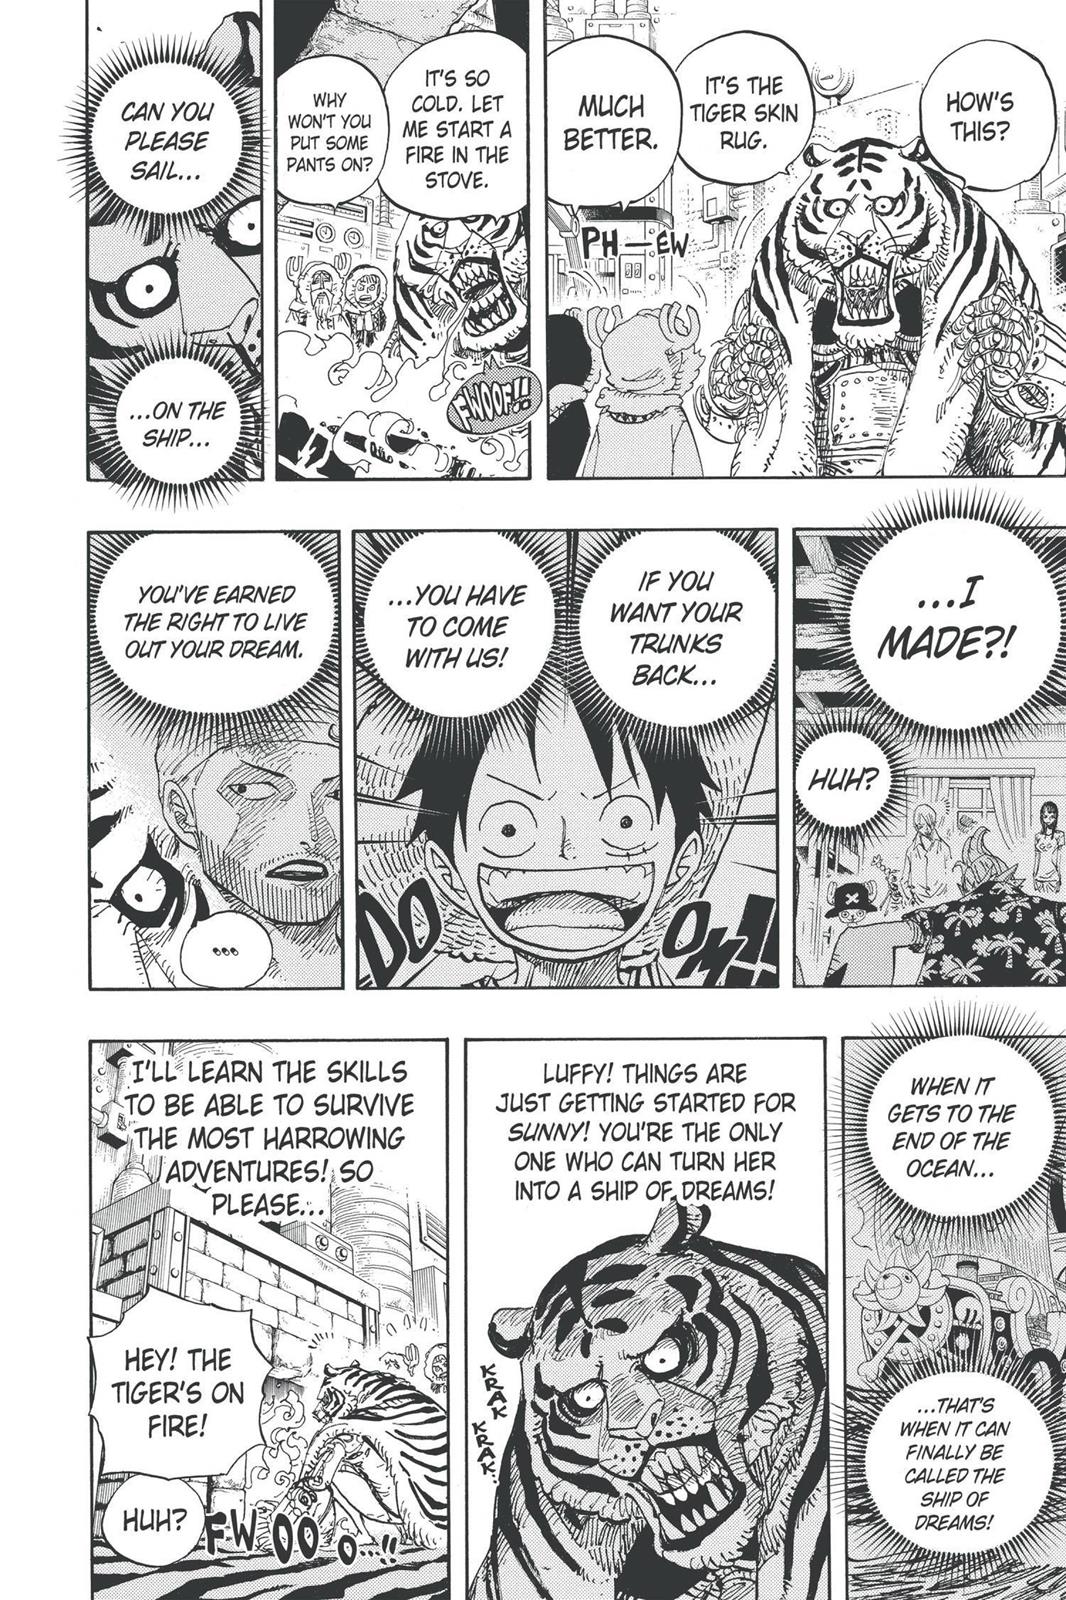 HOW'S
THIS?
IT'S THE
TIGER SKIN
RUG.
MUCH
BETTER.
PH—EW
IT'S SO
COLD. LET
ME START A
FIRE IN THE
STOVE.
WHY
WON'T YOU
PUT SOME
PANTS ON?
FWOOF!!
CAN YOU
PLEASE
SAIL...
...ON THE
SHIP...
...I
MADE?!
HUH?
IF YOU
WANT YOUR
TRUNKS
BACK...
...YOU HAVE
TO COME
WITH US!
DOOM!!
YOU'VE EARNED
THE RIGHT TO LIVE
OUT YOUR DREAM.
...
WHEN IT
GETS TO THE
END OF THE
OCEAN...
...THAT'S
WHEN IT CAN
FINALLY BE
CALLED THE
SHIP OF
DREAMS!
LUFFY! THINGS ARE
JUST GETTING STARTED FOR
SUNNY! YOU'RE THE ONLY
ONE WHO CAN TURN HER
INTO A SHIP OF DREAMS!
KRAK
KRAK
I'LL LEARN THE SKILLS
TO BE ABLE TO SURVIVE
THE MOST HARROWING
ADVENTURES! SO
PLEASE...
HEY! THE
TIGER'S ON
FIRE!
HUH?
FWOOO...!!